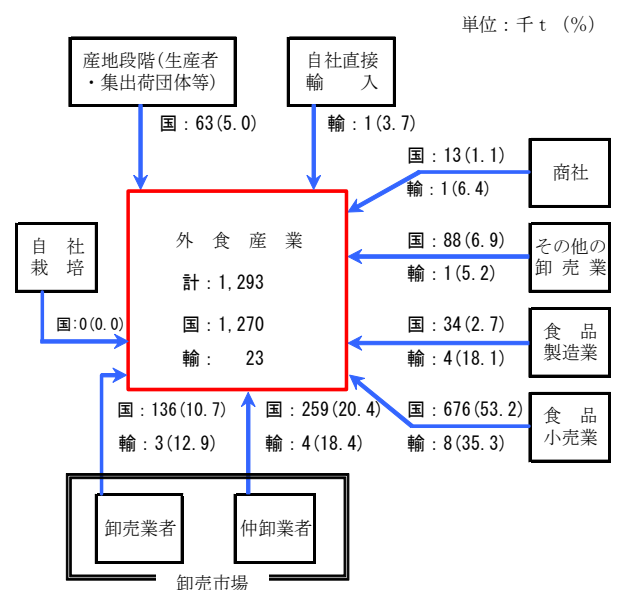 単位：千ｔ (%)
産地段階(生産者
・集出荷団体等)
自社直接
輸　入
国：63(5.0)
輸：1(3.7)
国：13(1.1)
輸：1(6.4)
商社
外　食　産　業
計：1,293
国：1,270
輸：　23
自　社
栽　培
国:0(0.0)
国：88(6.9)
輸：1(5.2)
その他の
卸 売 業
国：34(2.7)
輸：4(18.1)
食　品
製造業
国：136(10.7)
輸：3(12.9)
国：259(20.4)
輸：4(18.4)
国：676(53.2)
輸：8(35.3)
食　品
小売業
卸売業者
仲卸業者
卸売市場